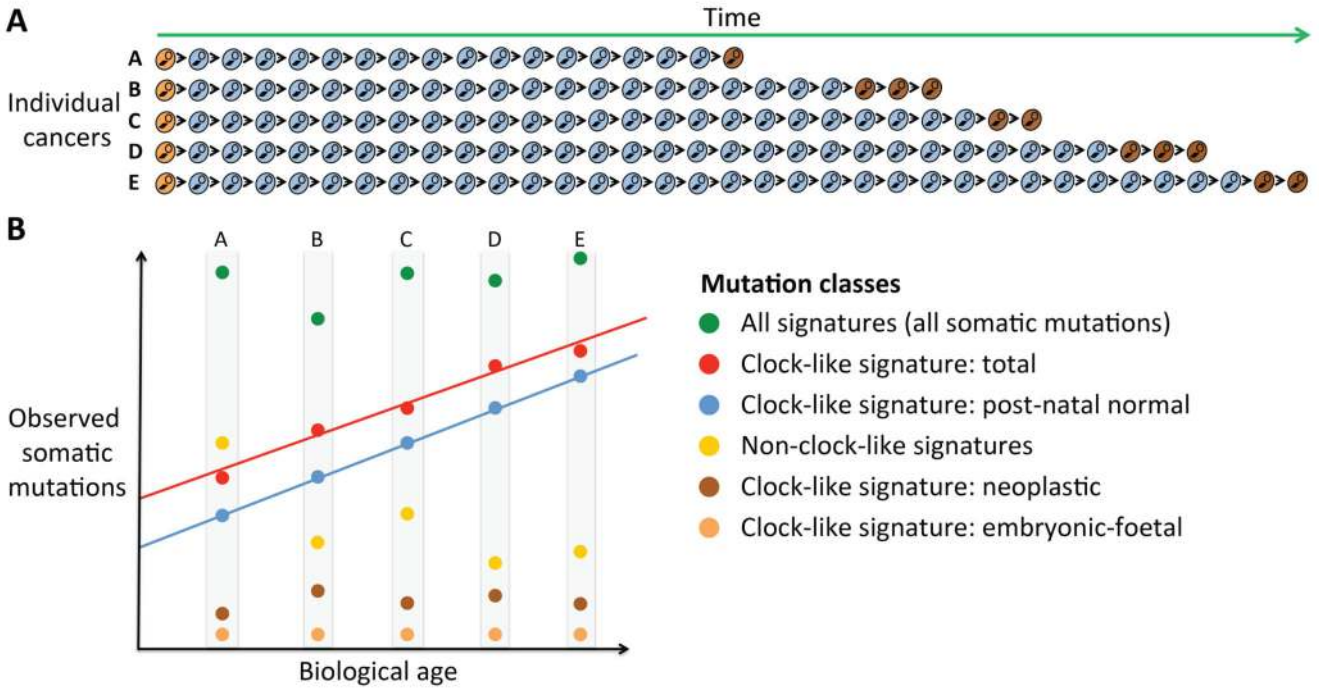 A
Time
Individual
cancers
A
B
C
D
E
B
A B C D E
Observed
somatic
mutations
Biological age
Mutation classes
All signatures (all somatic mutations)
Clock-like signature: total
Clock-like signature: post-natal normal
Non-clock-like signatures
Clock-like signature: neoplastic
Clock-like signature: embryonic-foetal